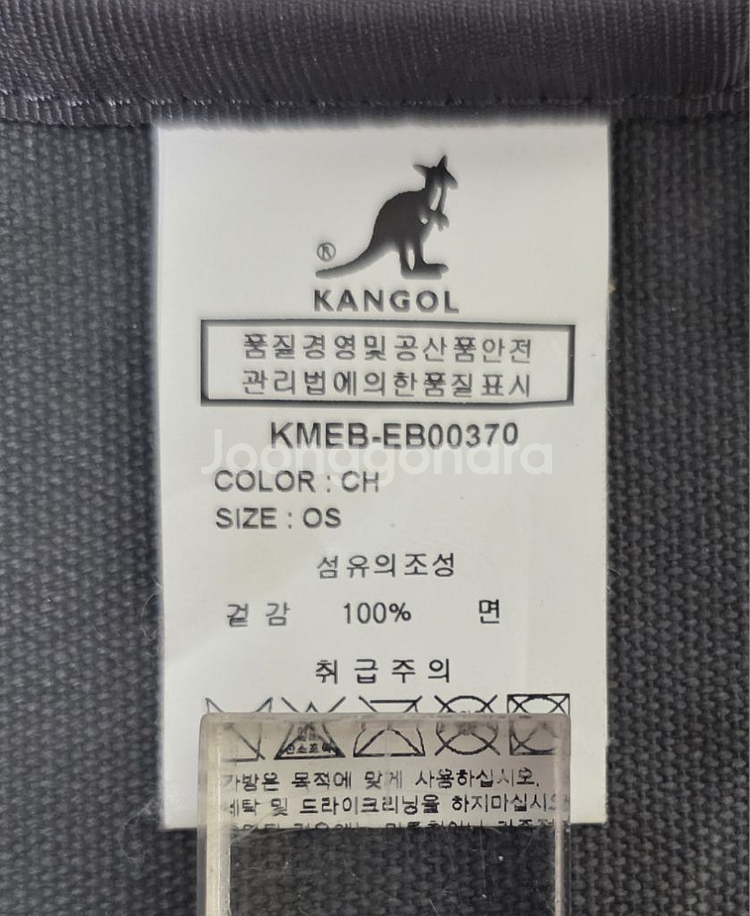 ®
KANGOL
품질경영및공산품안전
관리법에의한품질표시
KMEB-EB00370
Joonggonara
COLOR : CH
SIZE : OS
섬유의조성
겉감 100% 면
취급주의
가방은 목적에 맞게 사용하십시오.
세탁 및 드라이크리닝을 하지마십시오